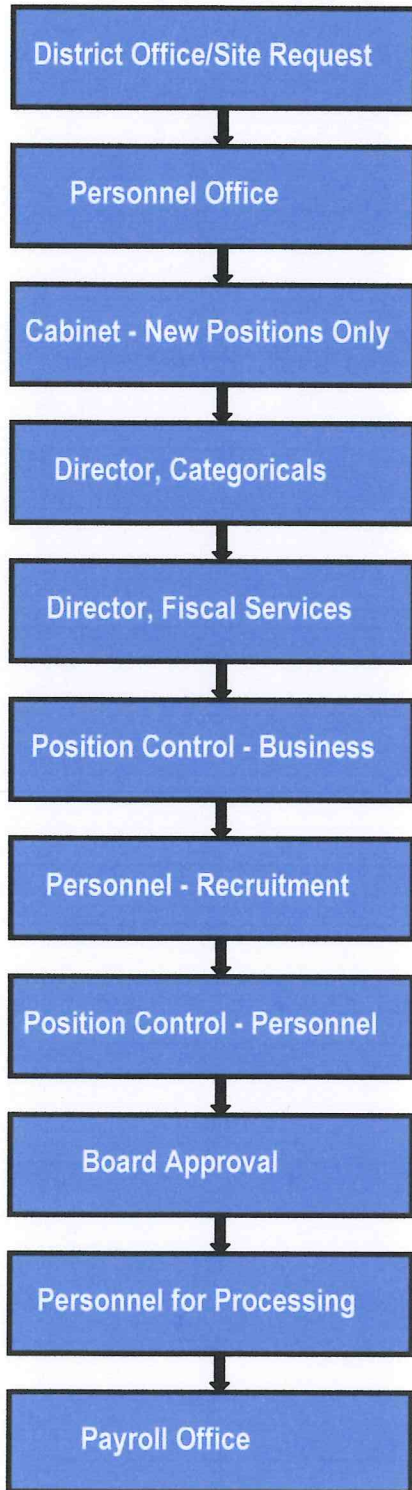 District Office/Site Request
Personnel Office
Cabinet - New Positions Only
Director, Categoricals
Director, Fiscal Services
Position Control - Business
Personnel - Recruitment
Position Control - Personnel
Board Approval
Personnel for Processing
Payroll Office